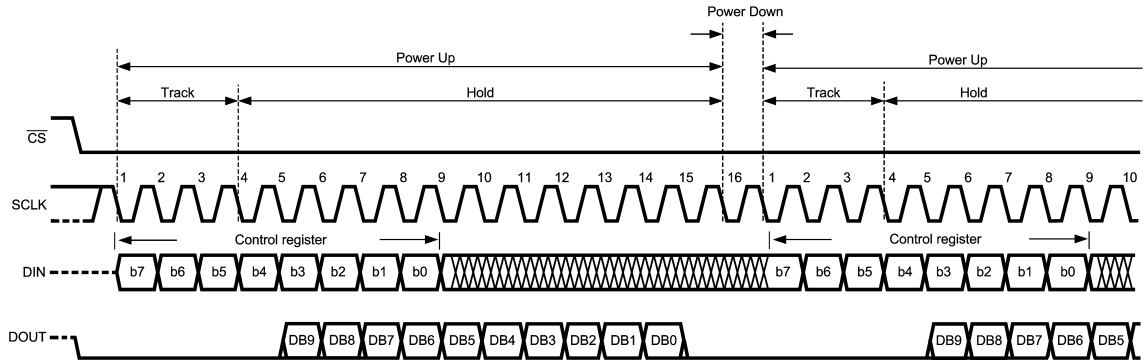 Power Down
Power Up Power Up
Track Hold Track Hold
CS
1 2 3 4 5 6 7 8 9 10 11 12 13 14 15 16 1 2 3 4 5 6 7 8 9 10
SCLK
Control register Control register
DIN b7 b6 b5 b4 b3 b2 b1 b0 b7 b6 b5 b4 b3 b2 b1 b0
DOUT DB9 DB8 DB7 DB6 DB5 DB4 DB3 DB2 DB1 DB0 DB9 DB8 DB7 DB6 DB5